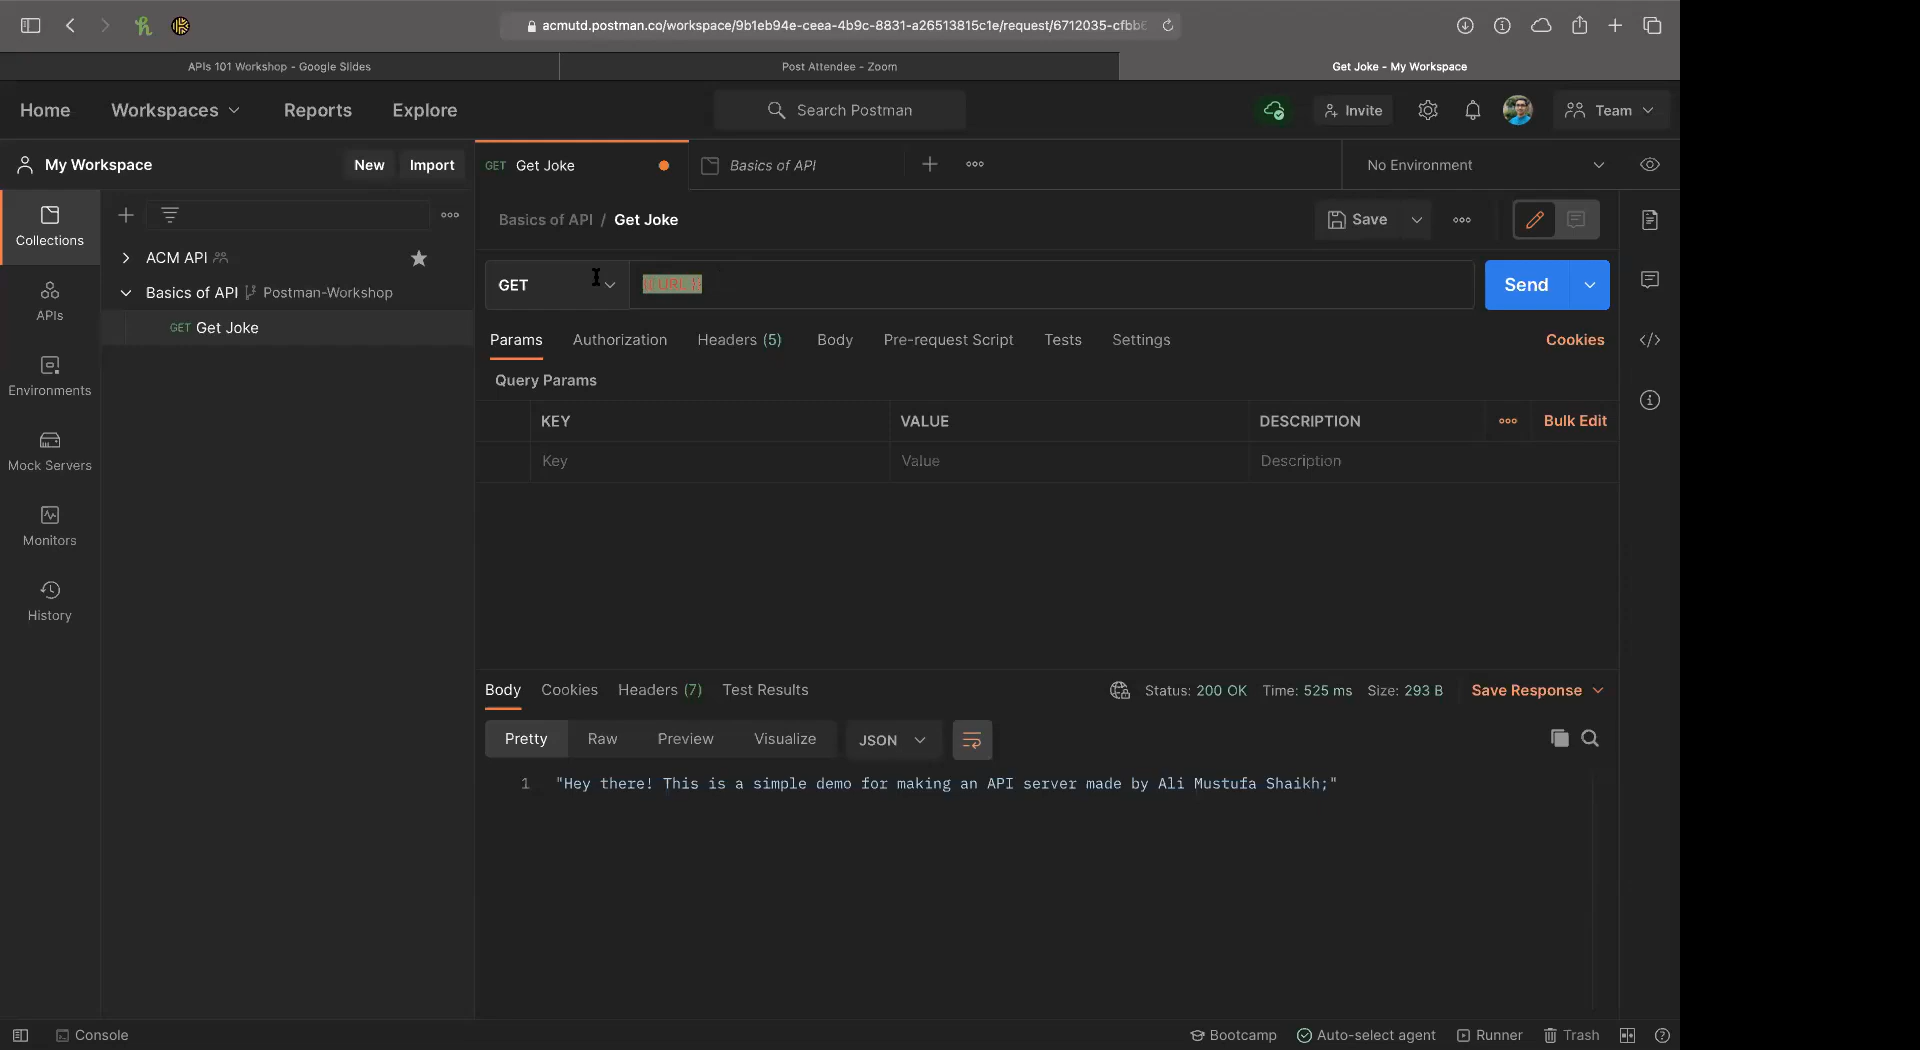 acmutd.postman.co/workspace/9b1eb94e-ceea-4b9c-8831-a26513815c1e/request/6712035-cfbb
APIs 101 Workshop - Google Slides
Post Attendee - Zoom
Get Joke - My Workspace
Home Workspaces Reports Explore Search Postman Invite Team
My Workspace New Import GET Get Joke Basics of API No Environment
Collections
Basics of API / Get Joke Save
ACM API
Basics of API Postman-Workshop
GET Get Joke
APIs
Environments
Mock Servers
Monitors
History
GET {{URL}} Send
Params Authorization Headers (5) Body Pre-request Script Tests Settings Cookies
Query Params
KEY VALUE DESCRIPTION Bulk Edit
Key Value Description
Body Cookies Headers (7) Test Results Status: 200 OK Time: 525 ms Size: 293 B Save Response
Pretty Raw Preview Visualize JSON
1 "Hey there! This is a simple demo for making an API server made by Ali Mustufa Shaikh;"
Console Bootcamp Auto-select agent Runner Trash